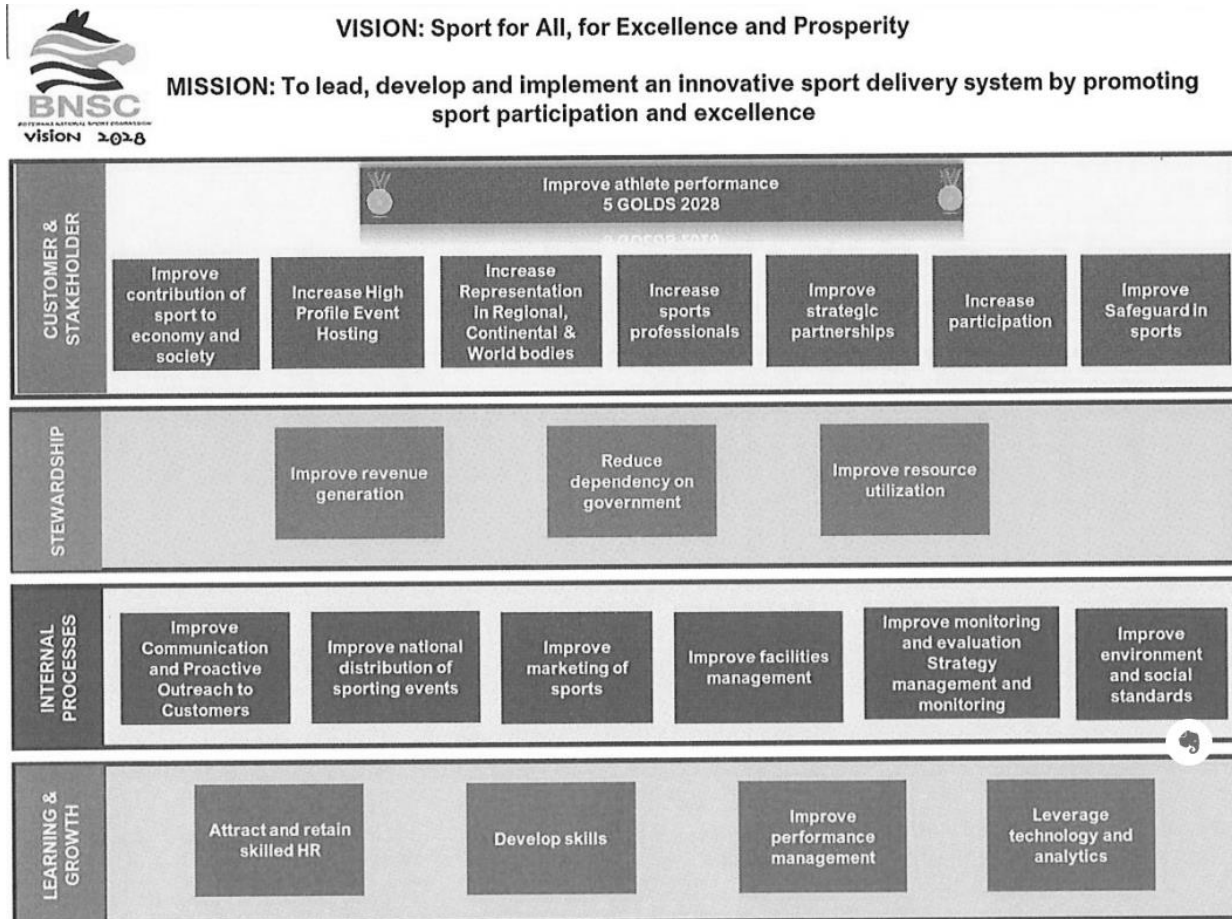 VISION: Sport for All, for Excellence and Prosperity
MISSION: To lead, develop and implement an innovative sport delivery system by promoting
sport participation and excellence
BNSC
BOTSWANA NATIONAL SPORT COMMISSION
vision 2028
CUSTOMER &
STAKEHOLDER
Improve athlete performance
5 GOLDS 2028
Improve
contribution of
sport to
economy and
society
Increase High
Profile Event
Hosting
Increase
Representation
in Regional,
Continental &
World bodies
Increase
sports
professionals
Improve
strategic
partnerships
Increase
participation
Improve
Safeguard in
sports
STEWARDSHIP
Improve revenue
generation
Reduce
dependency on
government
Improve resource
utilization
INTERNAL
PROCESSES
Improve
Communication
and Proactive
Outreach to
Customers
Improve national
distribution of
sporting events
Improve
marketing of
sports
Improve facilities
management
Improve monitoring
and evaluation
Strategy
management and
monitoring
Improve
environment
and social
standards
LEARNING &
GROWTH
Attract and retain
skilled HR
Develop skills
Improve
performance
management
Leverage
technology and
analytics